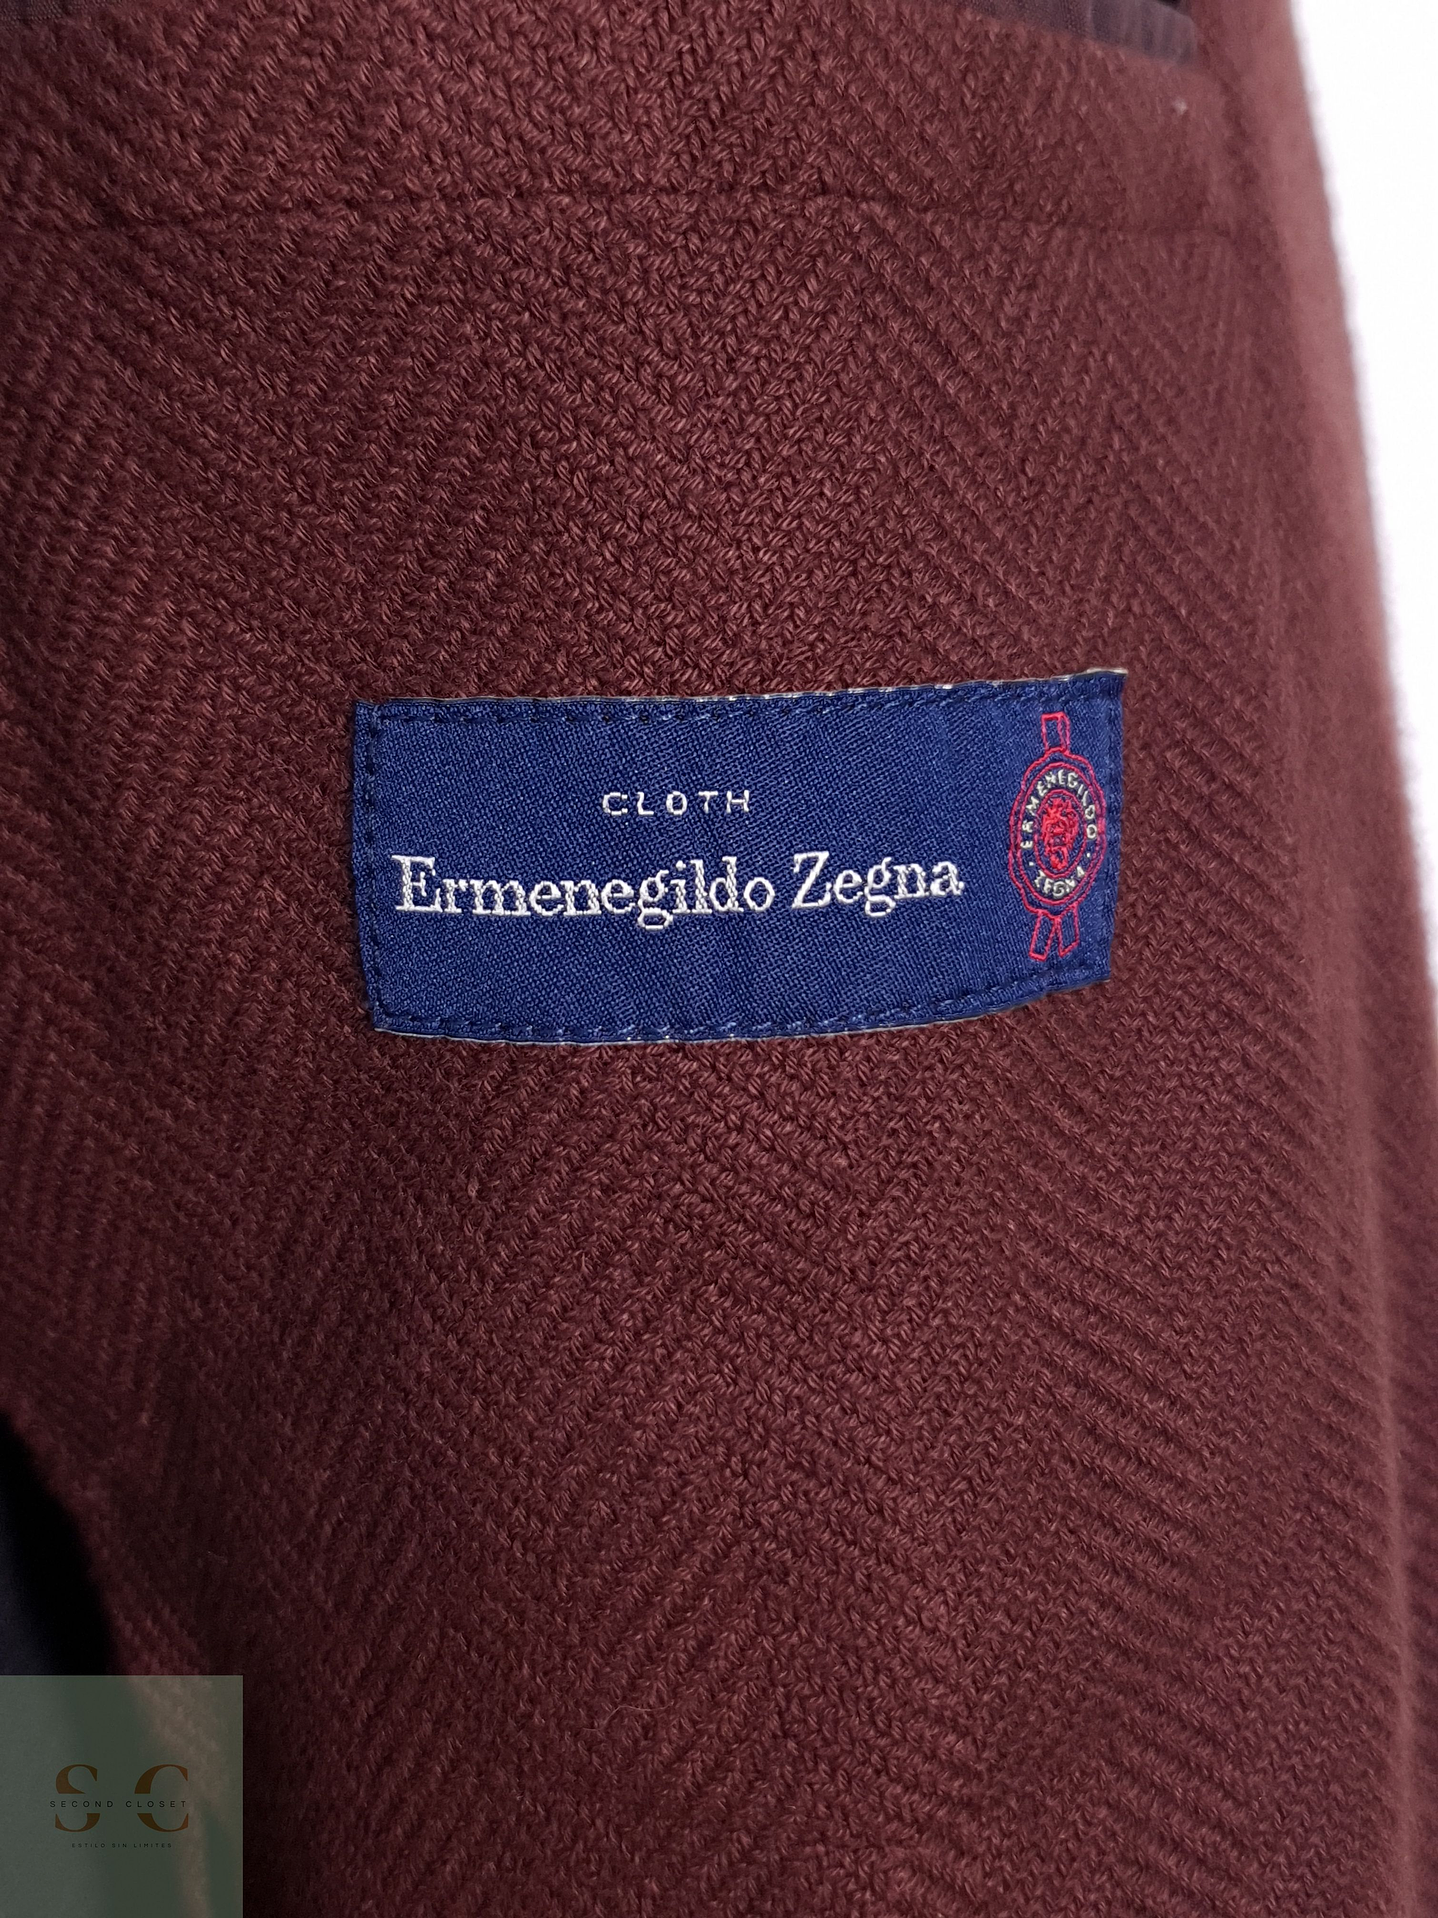 CLOTH
Ermenegildo Zegna
ERMENEGILDO
· ZEGNA ·
S C
SECOND CLOSET
ESTILO SIN LIMITES